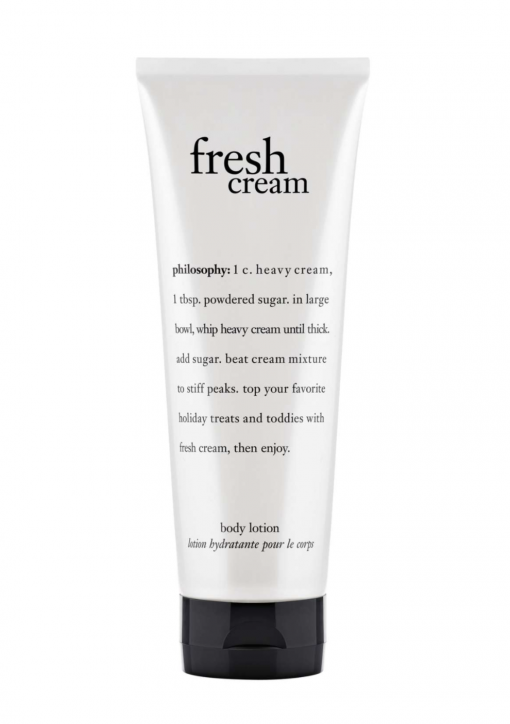 fresh
cream
philosophy: 1 c. heavy cream,
1 tbsp. powdered sugar. in large
bowl, whip heavy cream until thick.
add sugar. beat cream mixture
to stiff peaks. top your favorite
holiday treats and toddies with
fresh cream, then enjoy.
body lotion
lotion hydratante pour le corps